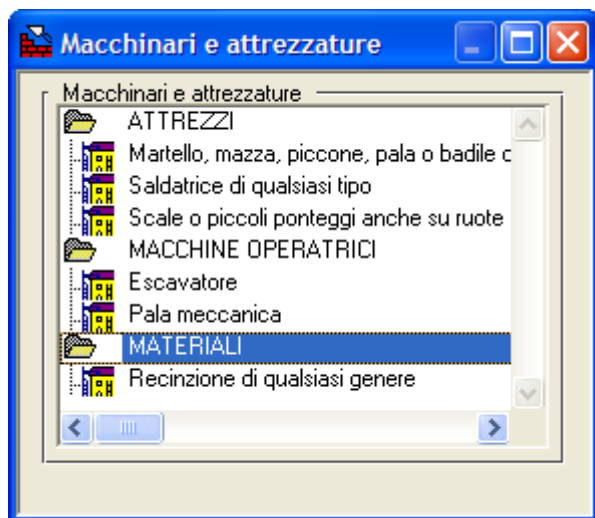 Macchinari e attrezzature
Macchinari e attrezzature
ATTREZZI
Martello, mazza, piccone, pala o badile
Saldatrice di qualsiasi tipo
Scale o piccoli ponteggi anche su ruote
MACCHINE OPERATRICI
Escavatore
Pala meccanica
MATERIALI
Recinzione di qualsiasi genere